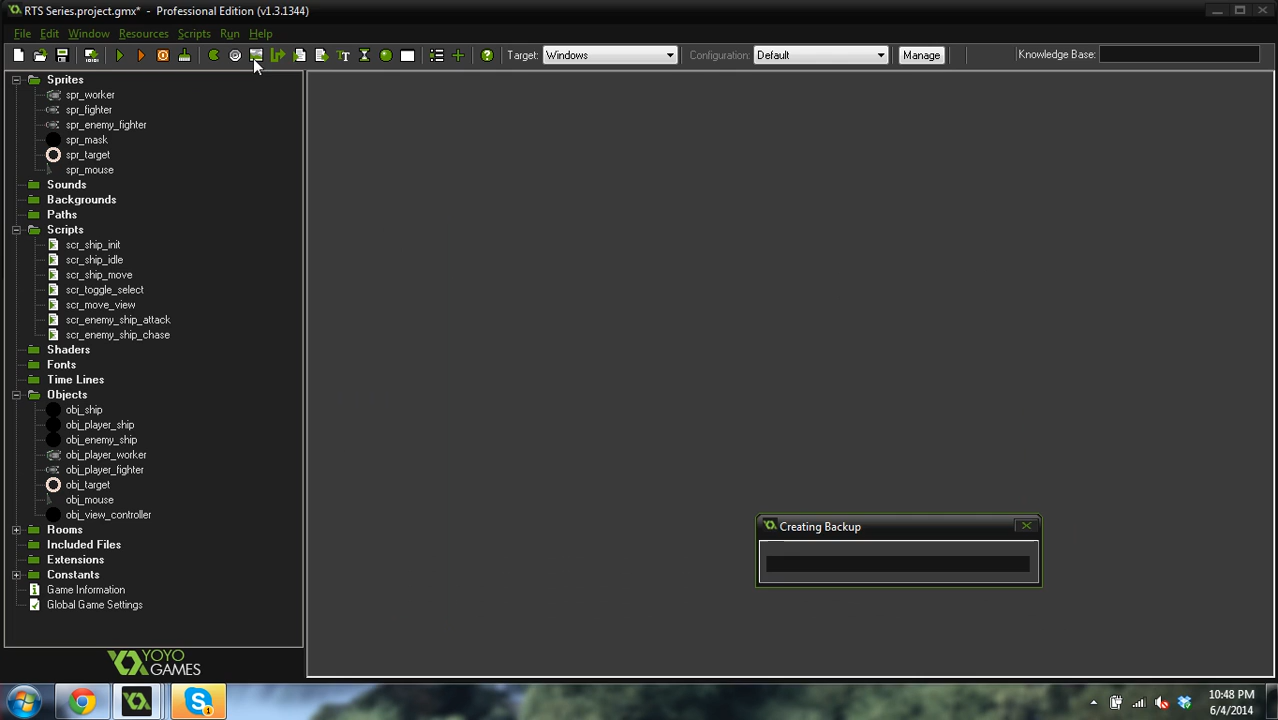 RTS Series.project.gmx* - Professional Edition (v1.3.1344)
File Edit Window Resources Scripts Run Help
Target: Windows Configuration: Default Manage Knowledge Base:
Sprites
spr_worker
spr_fighter
spr_enemy_fighter
spr_mask
spr_target
spr_mouse
Sounds
Backgrounds
Paths
Scripts
scr_ship_init
scr_ship_idle
scr_ship_move
scr_toggle_select
scr_move_view
scr_enemy_ship_attack
scr_enemy_ship_chase
Shaders
Fonts
Time Lines
Objects
obj_ship
obj_player_ship
obj_enemy_ship
obj_player_worker
obj_player_fighter
obj_target
obj_mouse
obj_view_controller
Rooms
Included Files
Extensions
Constants
Game Information
Global Game Settings
Creating Backup
YOYO
GAMES
10:48 PM
6/4/2014